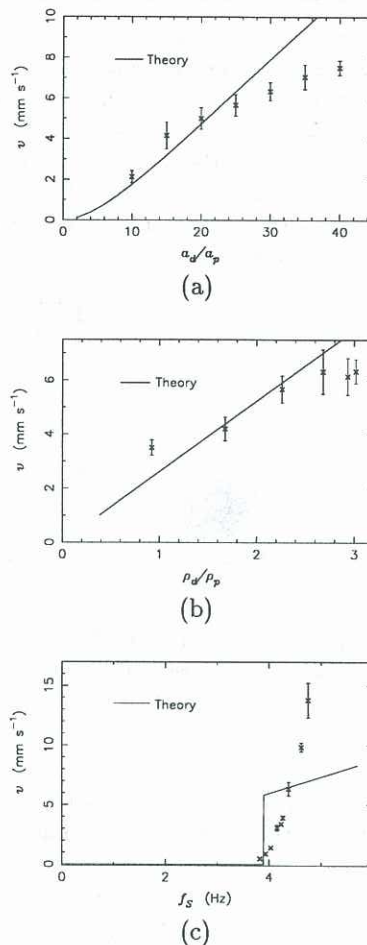 10
8
6
4
2
0
v (mm s⁻¹)
Theory
0 10 20 30 40
a_d/a_p
(a)
6
4
2
0
v (mm s⁻¹)
Theory
0 1 2 3
ρ_d/ρ_p
(b)
15
10
5
0
v (mm s⁻¹)
Theory
0 2 4
f_S (Hz)
(c)